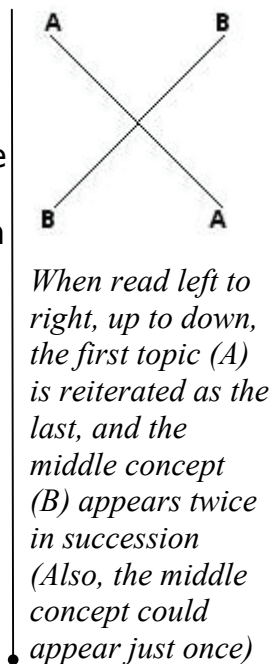 A B
e
n
B A
When read left to
right, up to down,
the first topic (A)
is reiterated as the
last, and the
middle concept
(B) appears twice
in succession
(Also, the middle
concept could
appear just once)